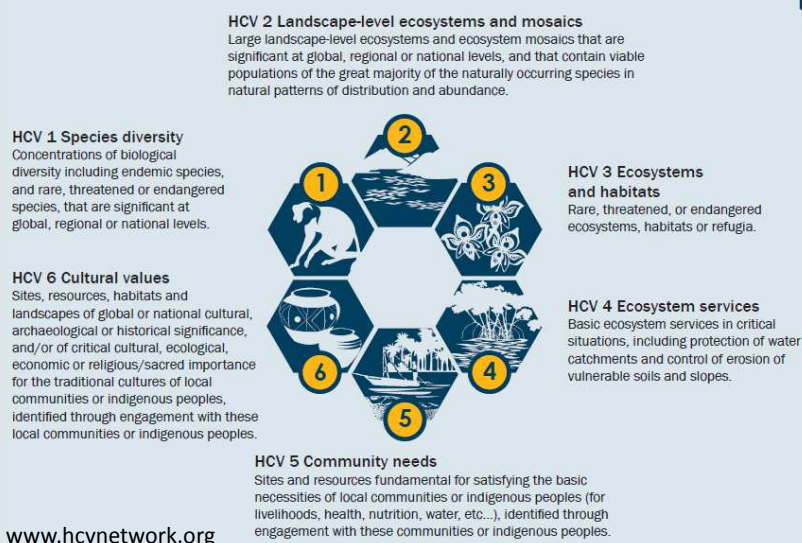 HCV 2 Landscape-level ecosystems and mosaics
Large landscape-level ecosystems and ecosystem mosaics that are
significant at global, regional or national levels, and that contain viable
populations of the great majority of the naturally occurring species in
natural patterns of distribution and abundance.
HCV 1 Species diversity
Concentrations of biological
diversity including endemic species,
and rare, threatened or endangered
species, that are significant at
global, regional or national levels.
2
1
3
HCV 3 Ecosystems
and habitats
Rare, threatened, or endangered
ecosystems, habitats or refugia.
HCV 6 Cultural values
Sites, resources, habitats and
landscapes of global or national cultural,
archaeological or historical significance,
and/or of critical cultural, ecological,
economic or religious/sacred importance
for the traditional cultures of local
communities or indigenous peoples,
identified through engagement with these
local communities or indigenous peoples.
6
4
5
HCV 4 Ecosystem services
Basic ecosystem services in critical
situations, including protection of water
catchments and control of erosion of
vulnerable soils and slopes.
HCV 5 Community needs
Sites and resources fundamental for satisfying the basic
necessities of local communities or indigenous peoples (for
livelihoods, health, nutrition, water, etc...), identified through
engagement with these communities or indigenous peoples.
www.hcvnetwork.org